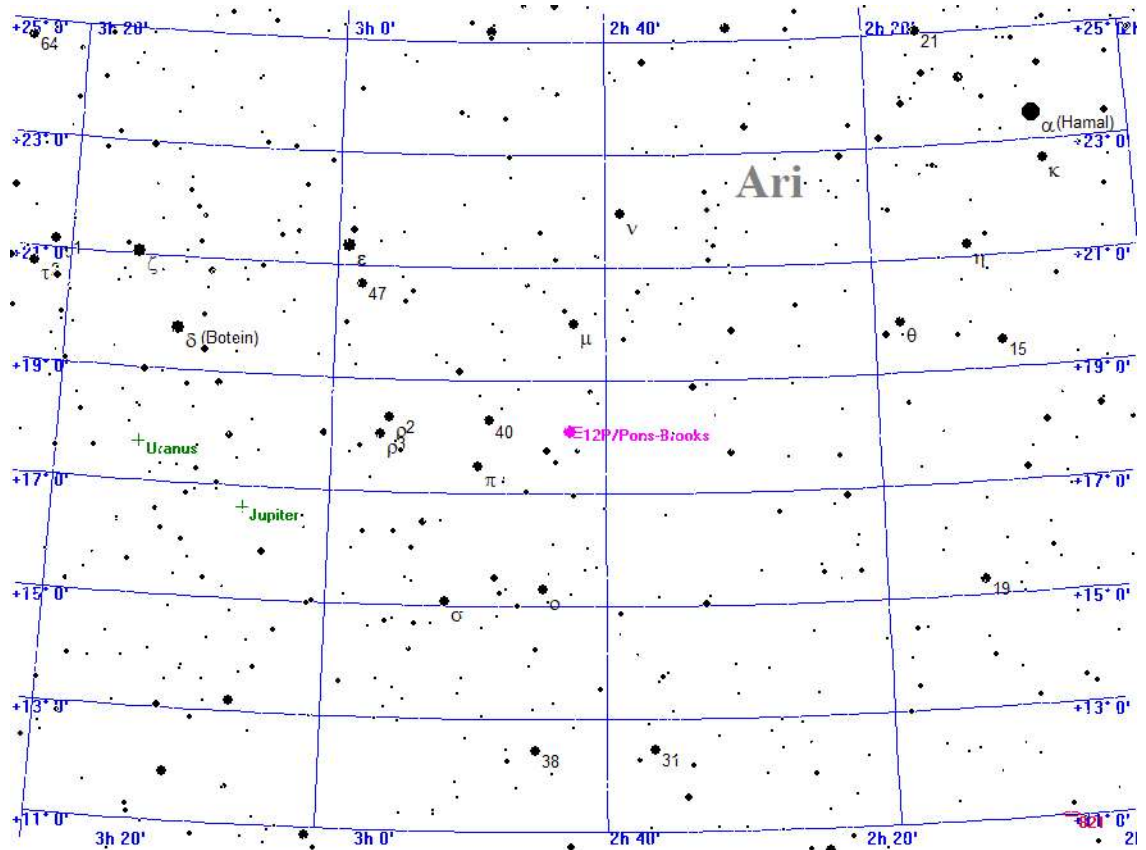 +25° 0' 3h 20' 3h 0' 2h 40' 2h 20' +25° 0'
64 21
α (Hamal)
+23° 0' +23° 0'
κ
Ari
ν
+21° 0' 1 ζ ε η +21° 0'
τ 2
47
δ (Botein) μ θ 15
+19° 0' +19° 0'
ρ2 40 12P/Pons-Brooks
Uranus ρ3
π
+17° 0' +17° 0'
Jupiter
+15° 0' σ ο 19 +15° 0'
+13° 0' +13° 0'
38 31
+11° 0' +11° 0'
3h 20' 3h 0' 2h 40' 2h 20'